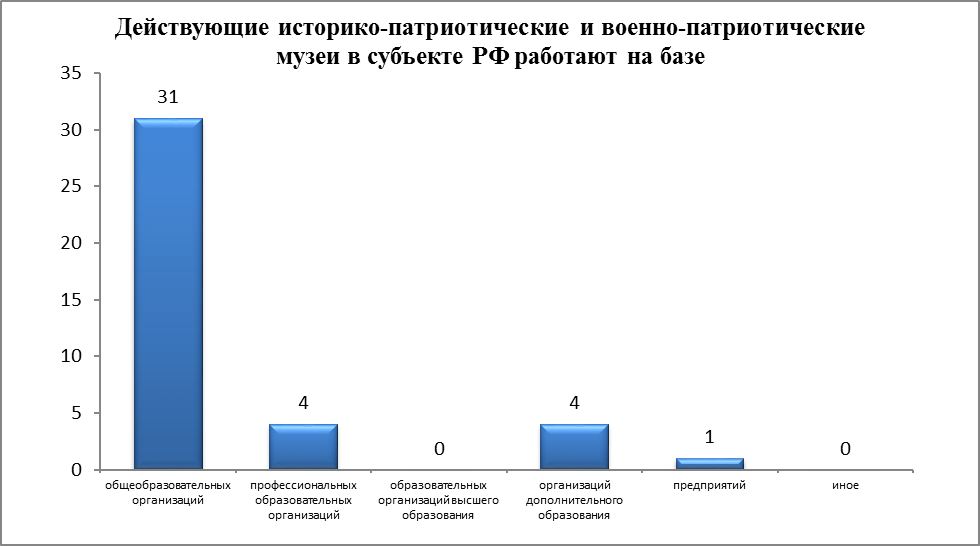 Действующие историко-патриотические и военно-патриотические
музеи в субъекте РФ работают на базе
35
30
25
20
15
10
5
0
31
4
0
4
1
0
общеобразовательных
организаций
профессиональных
образовательных
организаций
образовательных
организаций высшего
образования
организаций
дополнительного
образования
предприятий
иное